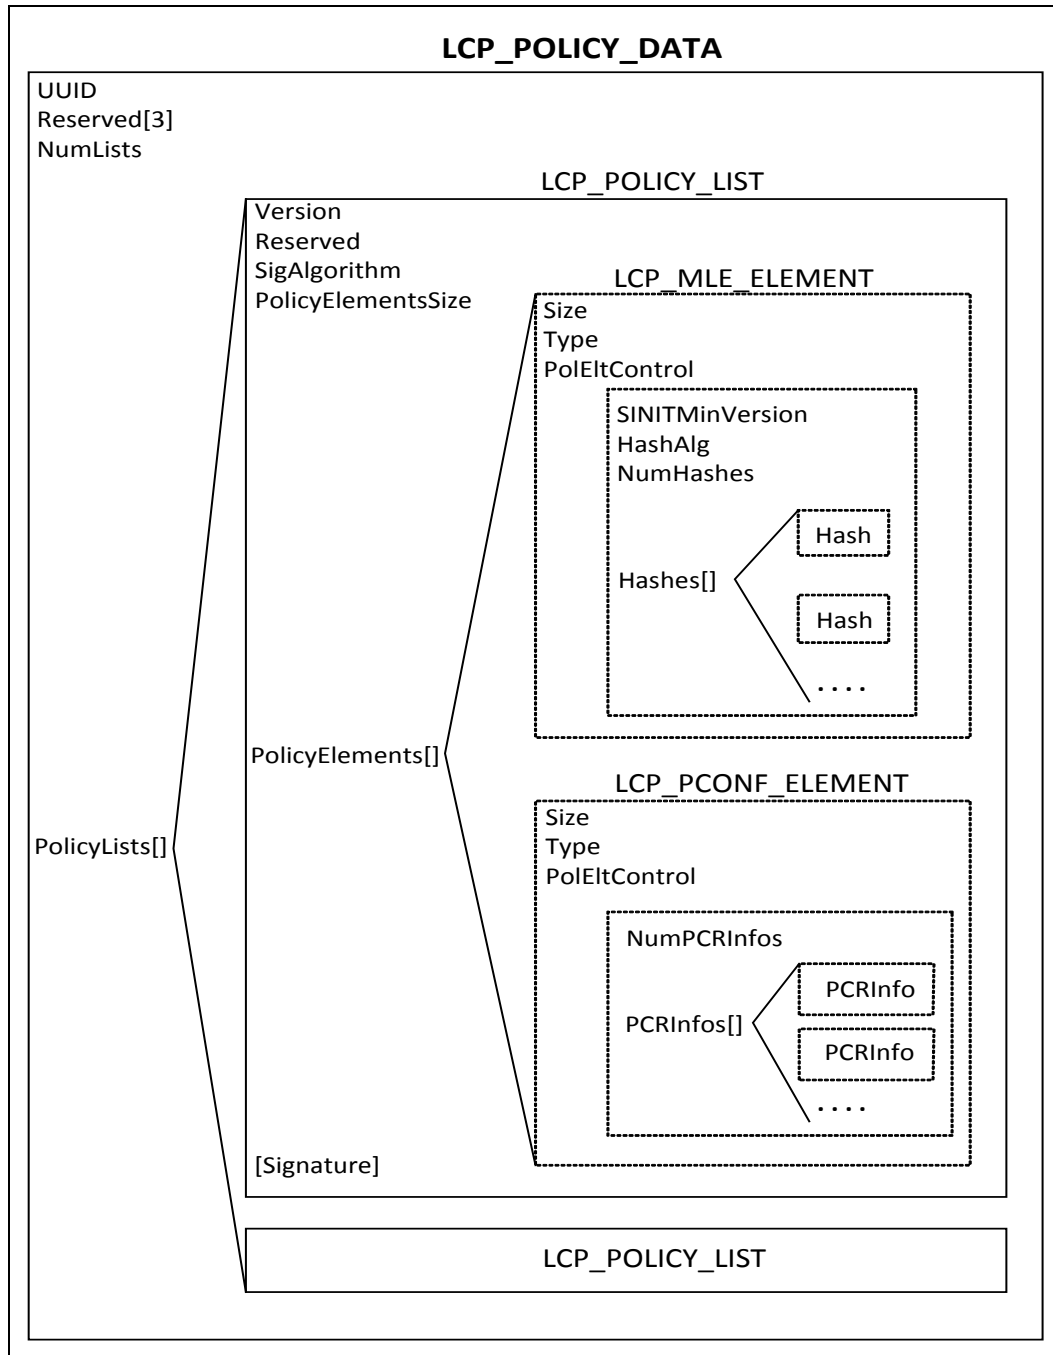 LCP_POLICY_DATA
UUID
Reserved[3]
NumLists
LCP_POLICY_LIST
Version
Reserved
SigAlgorithm
PolicyElementsSize
LCP_MLE_ELEMENT
Size
Type
PolEltControl
SINITMinVersion
HashAlg
NumHashes
Hash
Hashes[]
Hash
. . . .
PolicyElements[]
LCP_PCONF_ELEMENT
Size
Type
PolEltControl
PolicyLists[]
NumPCRInfos
PCRInfo
PCRInfos[]
PCRInfo
. . . .
[Signature]
LCP_POLICY_LIST